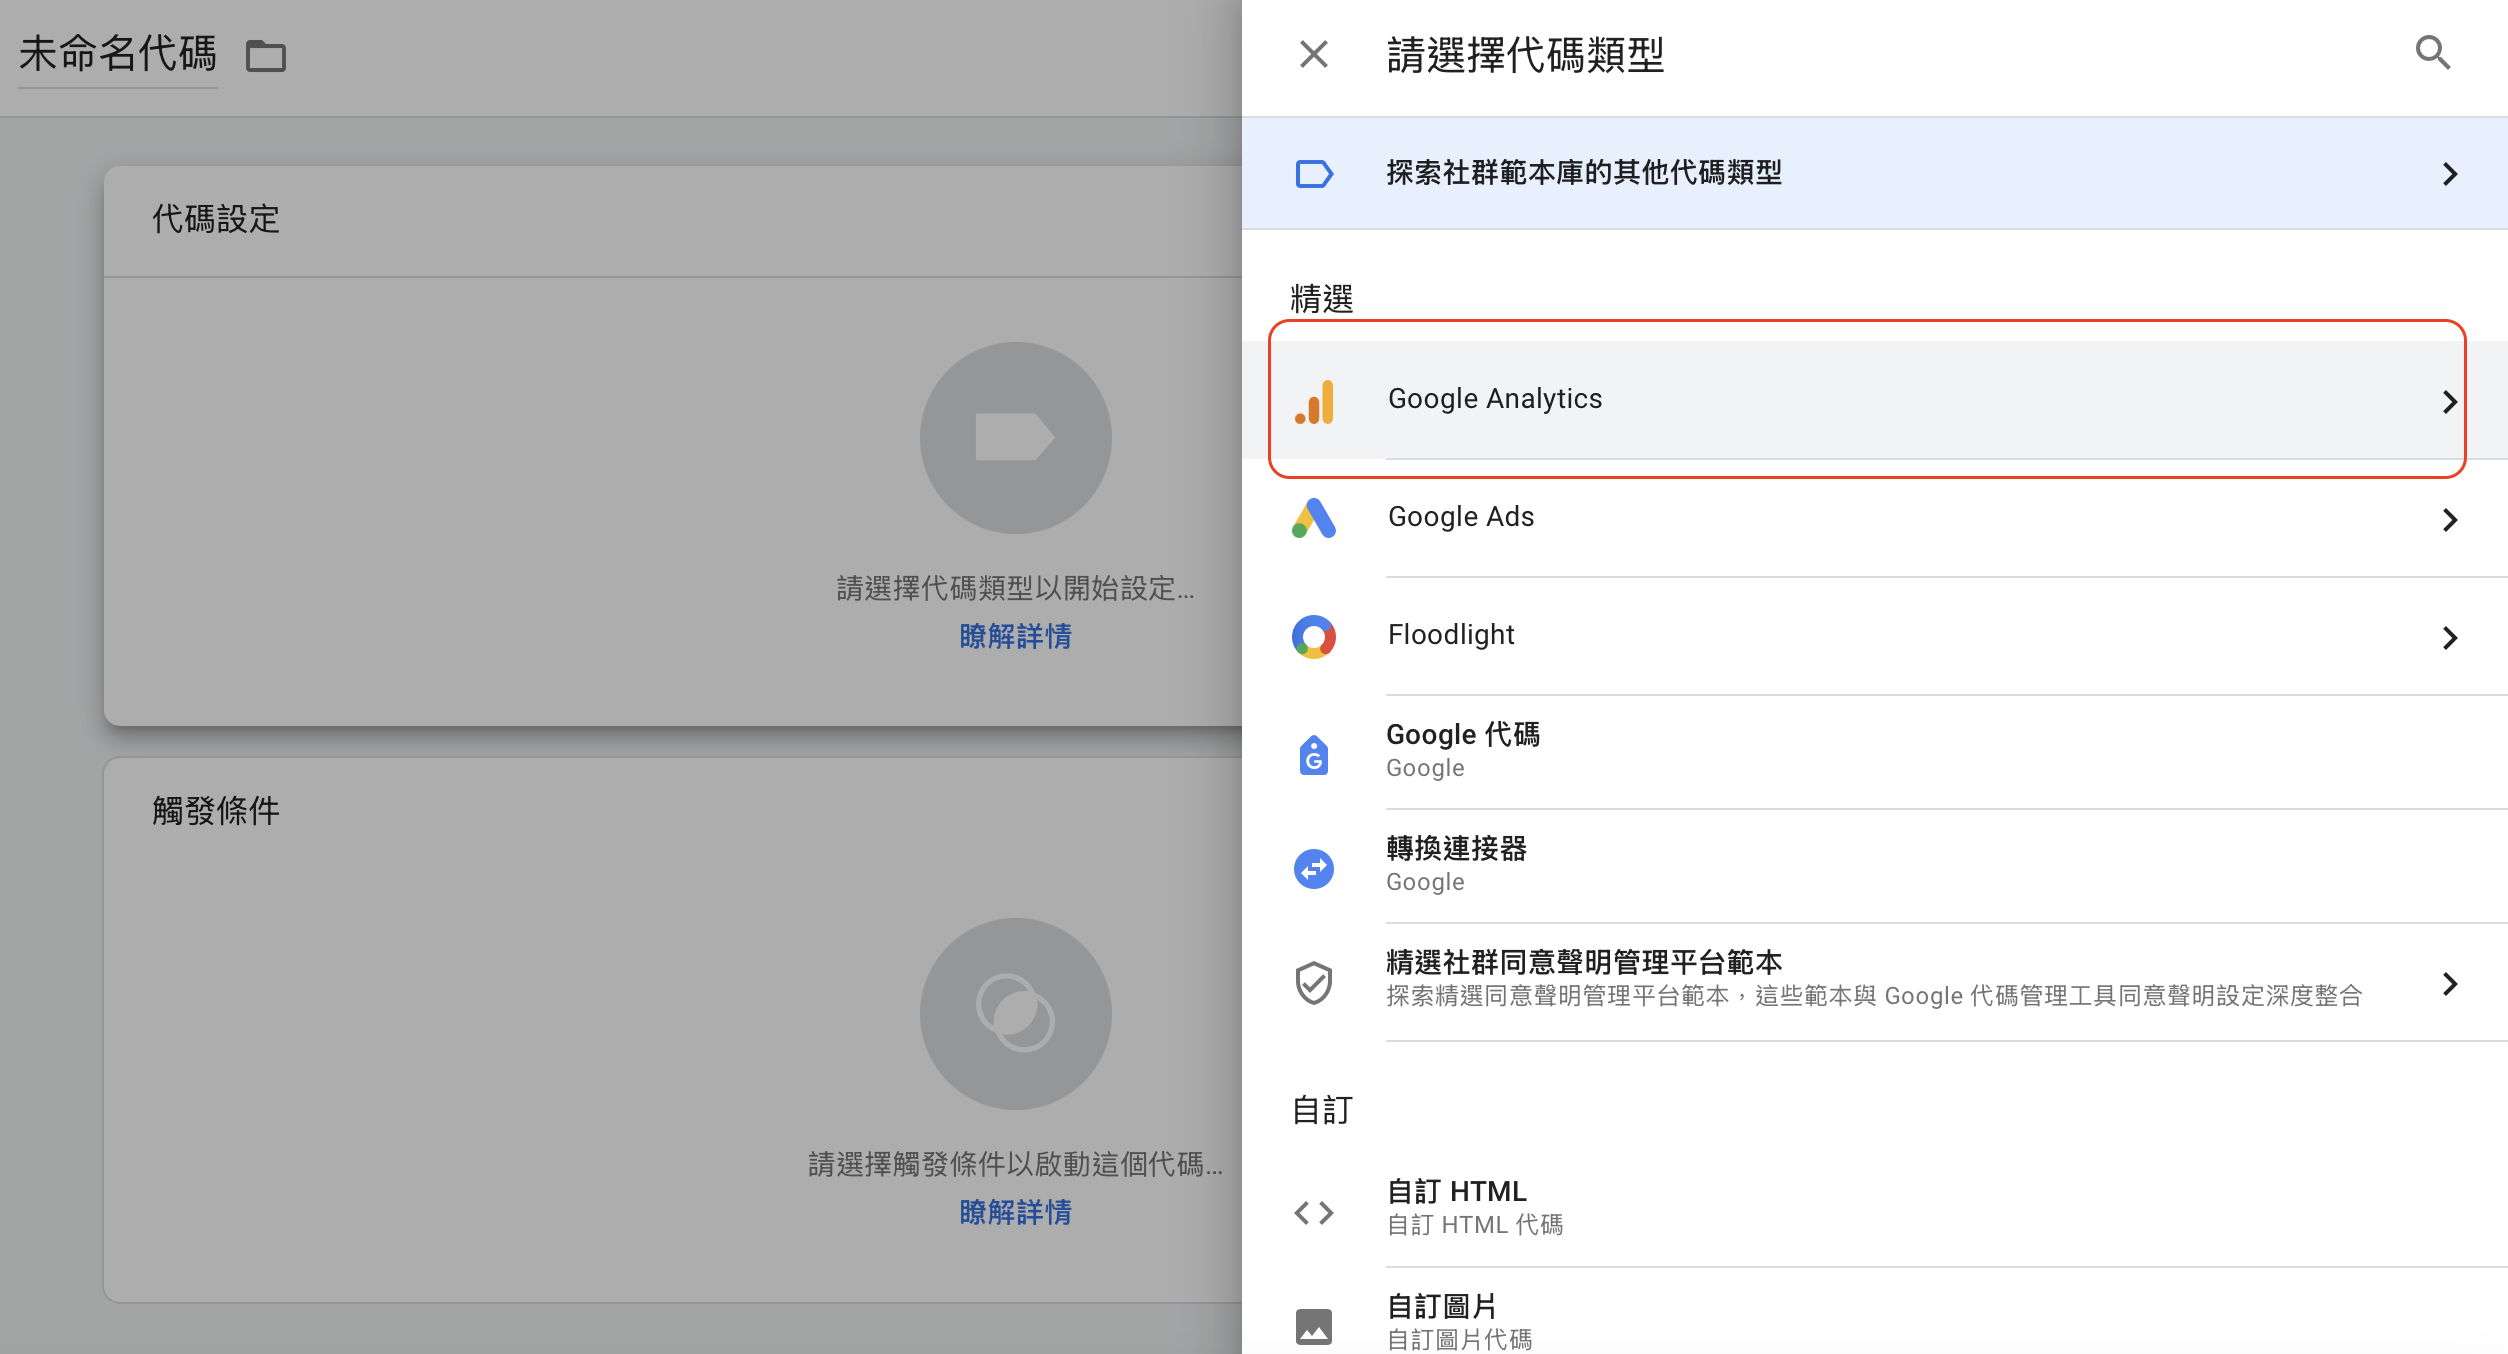 未命名代碼
代碼設定
請選擇代碼類型以開始設定...
瞭解詳情
觸發條件
請選擇觸發條件以啟動這個代碼...
瞭解詳情
請選擇代碼類型
探索社群範本庫的其他代碼類型
精選
Google Analytics
Google Ads
Floodlight
Google 代碼
Google
轉換連接器
Google
精選社群同意聲明管理平台範本
探索精選同意聲明管理平台範本，這些範本與 Google 代碼管理工具同意聲明設定深度整合
自訂
自訂 HTML
自訂 HTML 代碼
自訂圖片
自訂圖片代碼